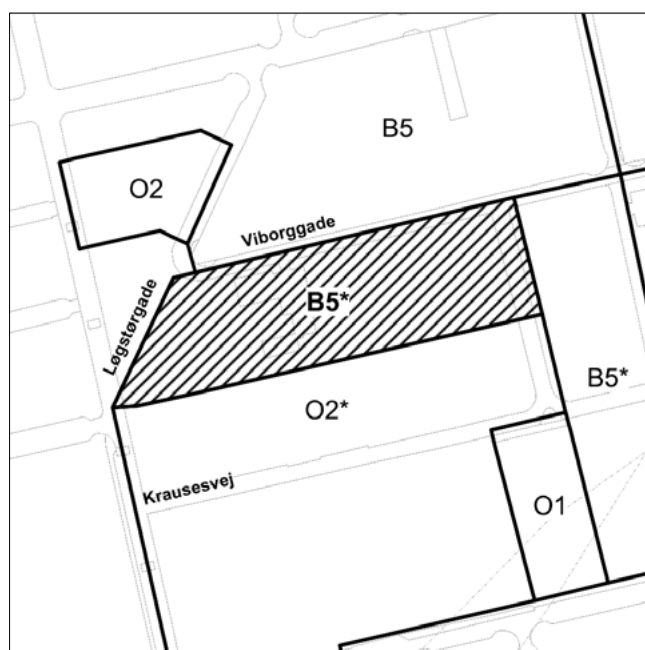 B5
O2
Viborggade
B5*
Løgstørgade
B5*
O2*
Krausesvej
O1